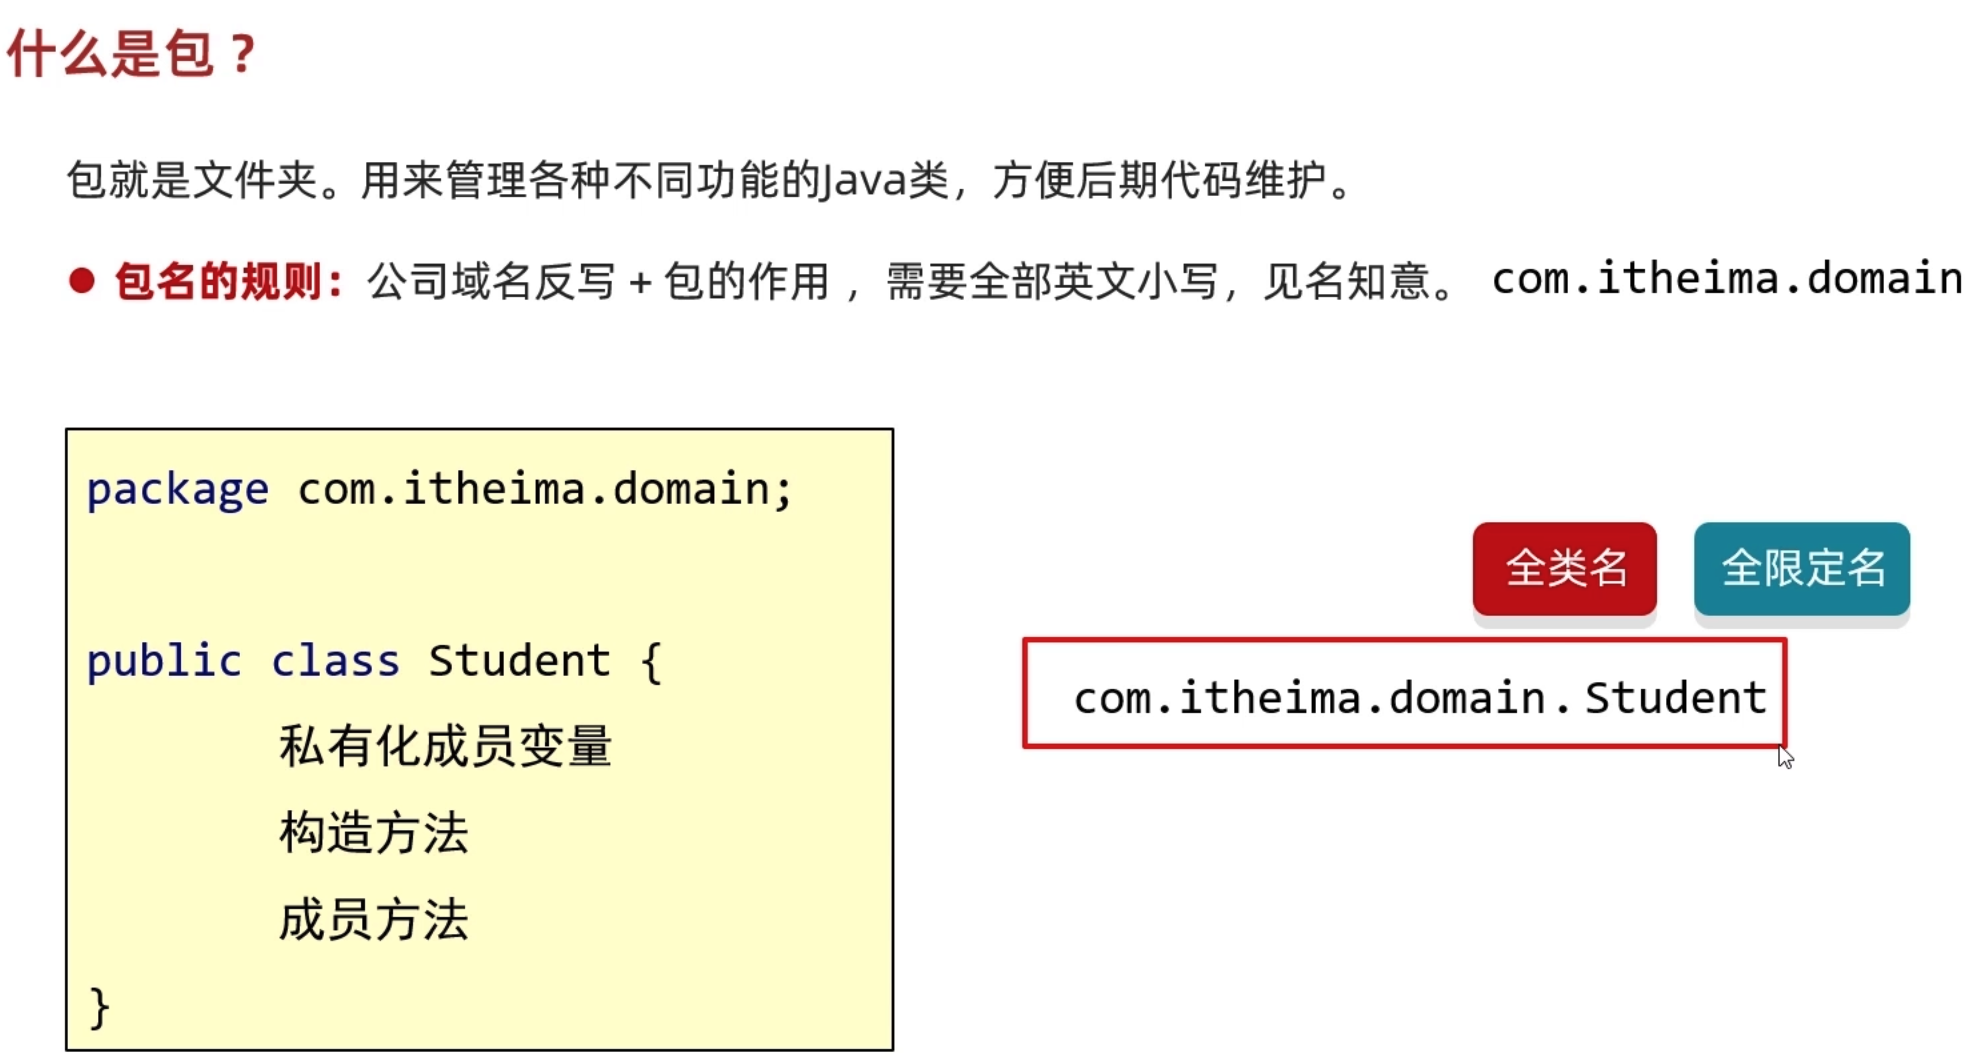 什么是包？
包就是文件夹。用来管理各种不同功能的Java类，方便后期代码维护。
● 包名的规则：公司域名反写 + 包的作用 ，需要全部英文小写，见名知意。 com.itheima.domain
package com.itheima.domain;
public class Student {
私有化成员变量
构造方法
成员方法
}
全类名 全限定名
com.itheima.domain.Student